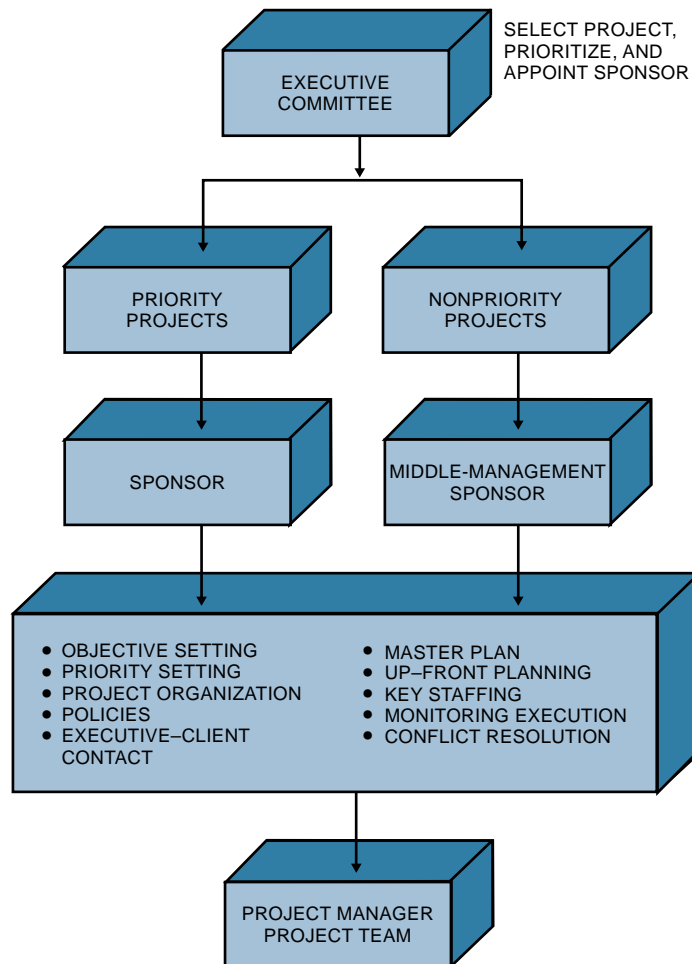 SELECT PROJECT,
PRIORITIZE, AND
APPOINT SPONSOR
EXECUTIVE
COMMITTEE
PRIORITY
PROJECTS
NONPRIORITY
PROJECTS
SPONSOR
MIDDLE-MANAGEMENT
SPONSOR
• OBJECTIVE SETTING
• PRIORITY SETTING
• PROJECT ORGANIZATION
• POLICIES
• EXECUTIVE–CLIENT
CONTACT
• MASTER PLAN
• UP–FRONT PLANNING
• KEY STAFFING
• MONITORING EXECUTION
• CONFLICT RESOLUTION
PROJECT MANAGER
PROJECT TEAM